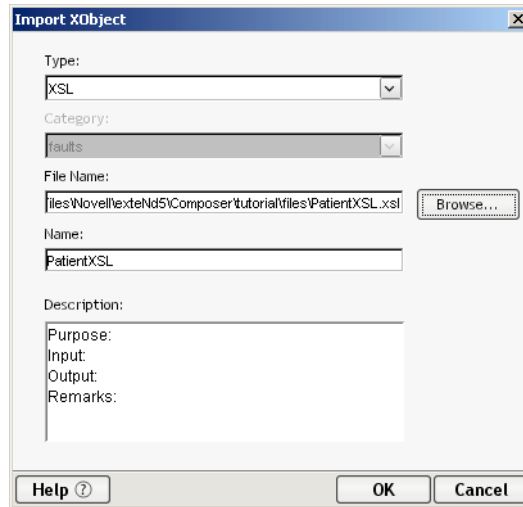 Import XObject
Type:
XSL
Category:
faults
File Name:
iles\Novell\exteNd5\Composer\tutorial\files\PatientXSL.xsl
Browse...
Name:
PatientXSL
Description:
Purpose:
Input:
Output:
Remarks:
Help ?
OK
Cancel